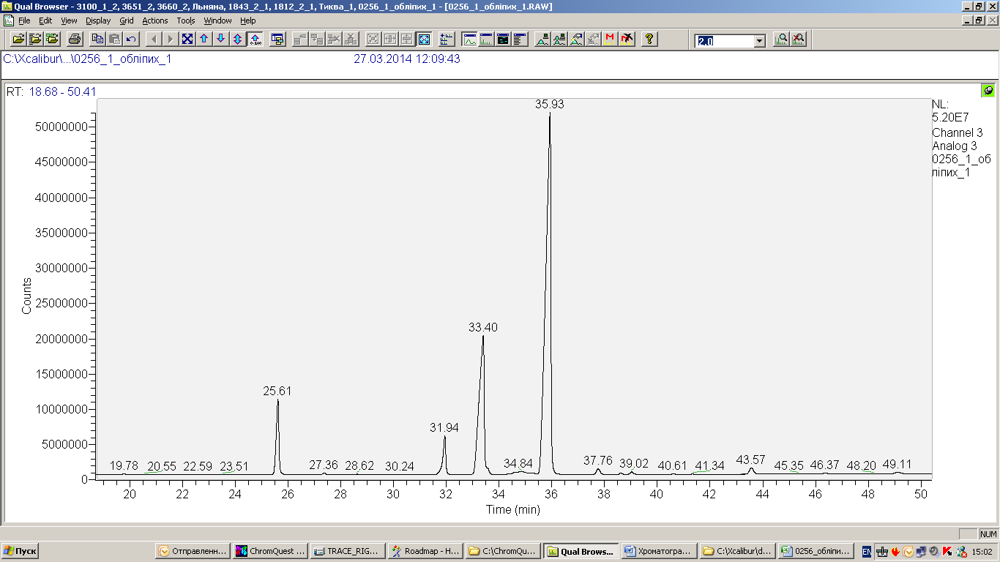 Qual Browser - 3100_1_2, 3651_2, 3660_2, Льняна, 1843_2_1, 1812_2_1, Тиква_1, 0256_1_обліпих_1 - [0256_1_обліпих_1.RAW]
File Edit View Display Grid Actions Tools Window Help
2.0
C:\Xcalibur\...\0256_1_обліпих_1 27.03.2014 12:09:43
RT: 18.68 - 50.41
NL:
5.20E7
Channel 3
Analog 3
0256_1_об
ліпих_1
35.93
50000000
45000000
40000000
35000000
30000000
25000000
20000000
15000000
10000000
5000000
0
Counts
33.40
25.61
31.94
19.78 20.55 22.59 23.51 27.36 28.62 30.24 34.84 37.76 39.02 40.61 41.34 43.57 45.35 46.37 48.20 49.11
20 22 24 26 28 30 32 34 36 38 40 42 44 46 48 50
Time (min)
NUM
Пуск Отправленн... ChromQuest ... TRACE_RIG... Roadmap - H... C:\ChromQu... Qual Brows... Хроматогра... C:\Xcalibur\d... 0256_обліпи... EN 15:02